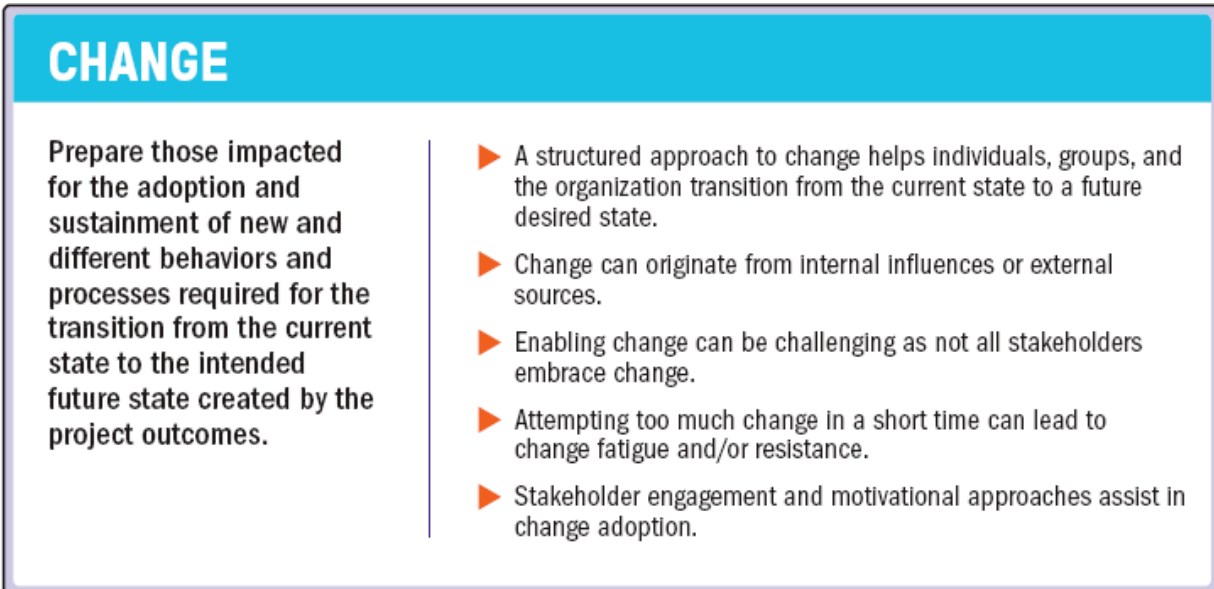 CHANGE
Prepare those impacted
for the adoption and
sustainment of new and
different behaviors and
processes required for the
transition from the current
state to the intended
future state created by the
project outcomes.
A structured approach to change helps individuals, groups, and
the organization transition from the current state to a future
desired state.
Change can originate from internal influences or external
sources.
Enabling change can be challenging as not all stakeholders
embrace change.
Attempting too much change in a short time can lead to
change fatigue and/or resistance.
Stakeholder engagement and motivational approaches assist in
change adoption.